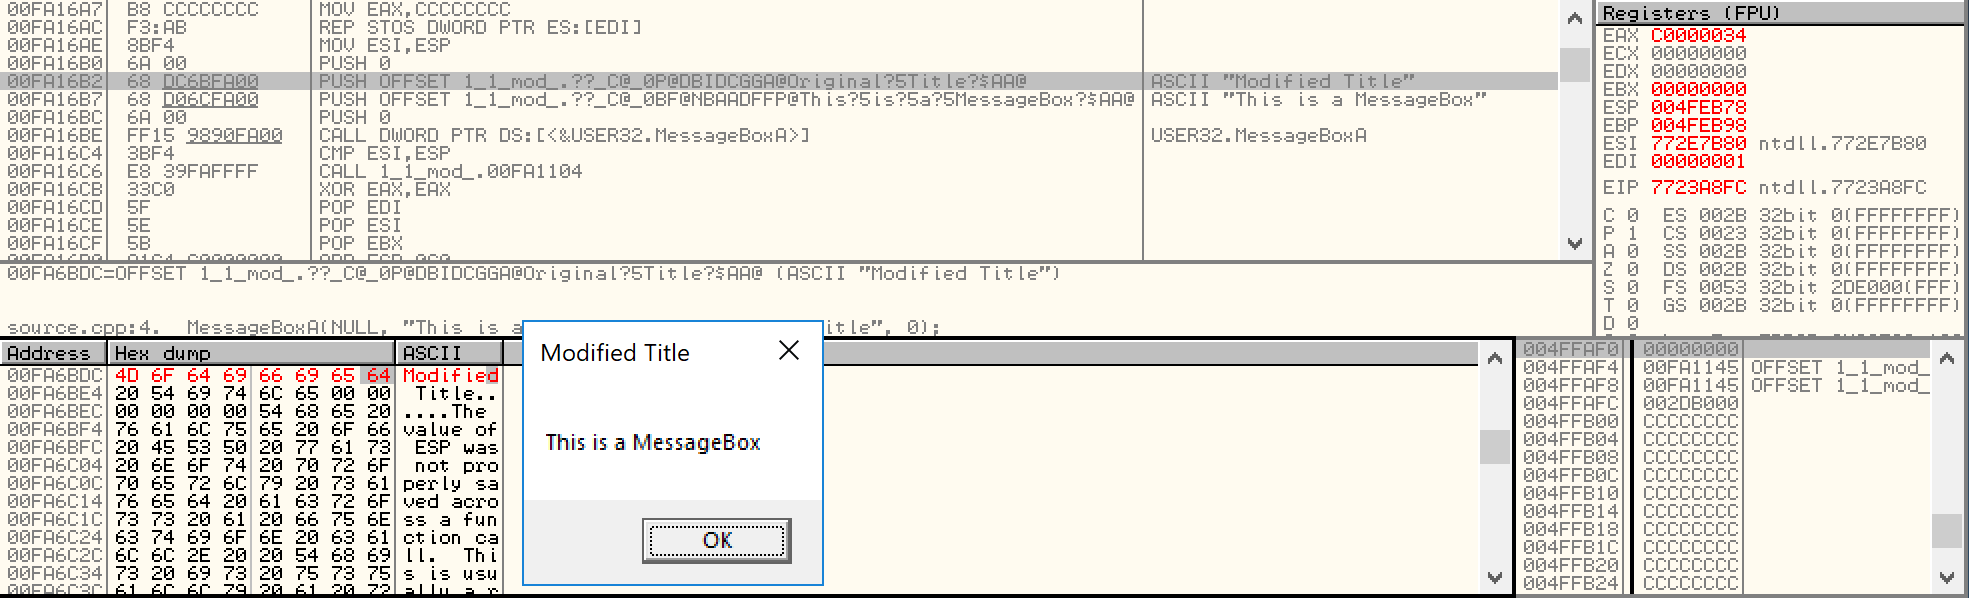 00FA16A7 B8 CCCCCCCC MOV EAX,CCCCCCCC
00FA16AC F3:AB REP STOS DWORD PTR ES:[EDI]
00FA16AE 8BF4 MOV ESI,ESP
00FA16B0 6A 00 PUSH 0
00FA16B2 68 DC6BFA00 PUSH OFFSET 1_1_mod_.??_C@_0P@DBIDCGGA@Original?5Title?$AA@ ASCII "Modified Title"
00FA16B7 68 D06CFA00 PUSH OFFSET 1_1_mod_.??_C@_0BF@NBAADFFP@This?5is?5a?5MessageBox?$AA@ ASCII "This is a MessageBox"
00FA16BC 6A 00 PUSH 0
00FA16BE FF15 9890FA00 CALL DWORD PTR DS:[<&USER32.MessageBoxA>] USER32.MessageBoxA
00FA16C4 3BF4 CMP ESI,ESP
00FA16C6 E8 39FAFFFF CALL 1_1_mod_.00FA1104
00FA16CB 33C0 XOR EAX,EAX
00FA16CD 5F POP EDI
00FA16CE 5E POP ESI
00FA16CF 5B POP EBX
00FA6BDC=OFFSET 1_1_mod_.??_C@_0P@DBIDCGGA@Original?5Title?$AA@ (ASCII "Modified Title")
source.cpp:4. MessageBoxA(NULL, "This is a itle", 0);
Registers (FPU)
EAX C0000034
ECX 00000000
EDX 00000000
EBX 00000000
ESP 004FEB78
EBP 004FEB98
ESI 772E7B80 ntdll.772E7B80
EDI 00000001
EIP 7723A8FC ntdll.7723A8FC
C 0 ES 002B 32bit 0(FFFFFFFF)
P 1 CS 0023 32bit 0(FFFFFFFF)
A 0 SS 002B 32bit 0(FFFFFFFF)
Z 0 DS 002B 32bit 0(FFFFFFFF)
S 0 FS 0053 32bit 2DE000(FFF)
T 0 GS 002B 32bit 0(FFFFFFFF)
D 0
Address Hex dump ASCII
00FA6BDC 4D 6F 64 69 66 69 65 64 Modified
00FA6BE4 20 54 69 74 6C 65 00 00 Title..
00FA6BEC 00 00 00 00 54 68 65 20 ....The
00FA6BF4 76 61 6C 75 65 20 6F 66 value of
00FA6BFC 20 45 53 50 20 77 61 73 ESP was
00FA6C04 20 6E 6F 74 20 70 72 6F not pro
00FA6C0C 70 65 72 6C 79 20 73 61 perly sa
00FA6C14 76 65 64 20 61 63 72 6F ved acro
00FA6C1C 73 73 20 61 20 66 75 6E ss a fun
00FA6C24 63 74 69 6F 6E 20 63 61 ction ca
00FA6C2C 6C 6C 2E 20 20 54 68 69 ll. Thi
00FA6C34 73 20 69 73 20 75 73 75 s is usu
00FA6C3C 61 6C 6C 79 20 61 20 72 ally a r
Modified Title
This is a MessageBox
OK
004FFAF0 00000000
004FFAF4 00FA1145 OFFSET 1_1_mod_
004FFAF8 00FA1145 OFFSET 1_1_mod_
004FFAFC 002DB000
004FFB00 CCCCCCCC
004FFB04 CCCCCCCC
004FFB08 CCCCCCCC
004FFB0C CCCCCCCC
004FFB10 CCCCCCCC
004FFB14 CCCCCCCC
004FFB18 CCCCCCCC
004FFB1C CCCCCCCC
004FFB20 CCCCCCCC
004FFB24 CCCCCCCC